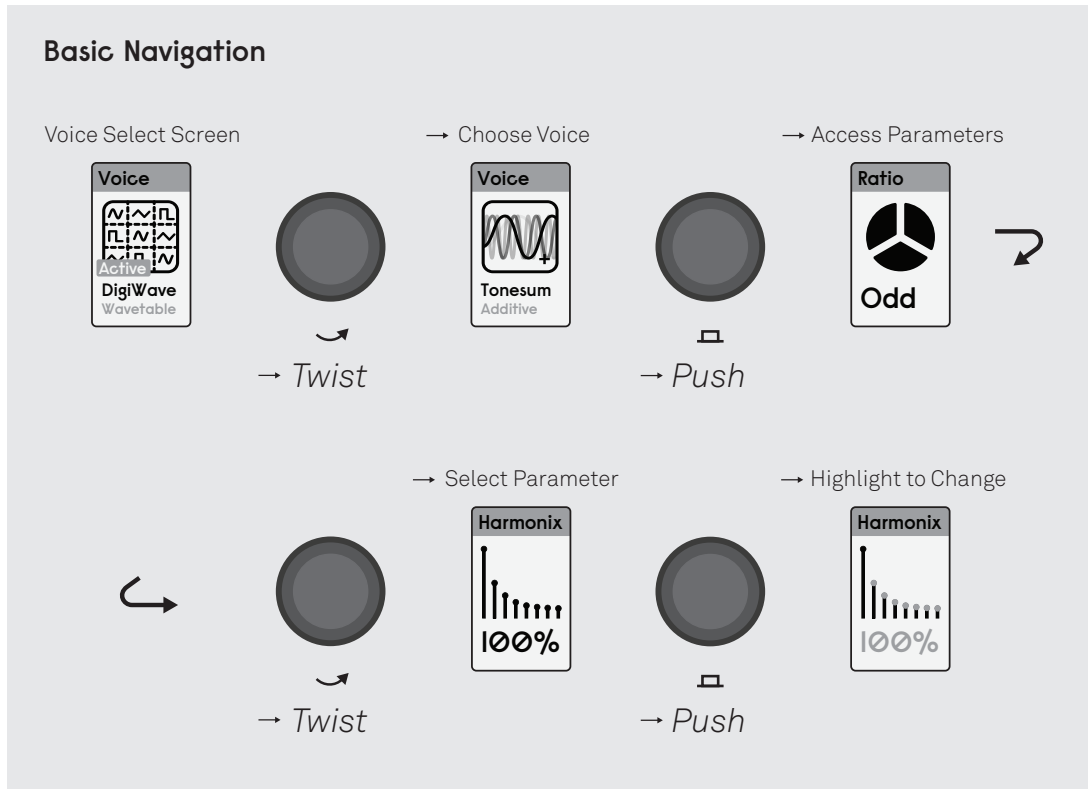 Basic Navigation
Voice Select Screen
→ Choose Voice
→ Access Parameters
Voice
Active
DigiWave
Wavetable
Voice
Tonesum
Additive
Ratio
Odd
→ Twist
→ Push
→ Select Parameter
→ Highlight to Change
Harmonix
100%
Harmonix
100%
→ Twist
→ Push